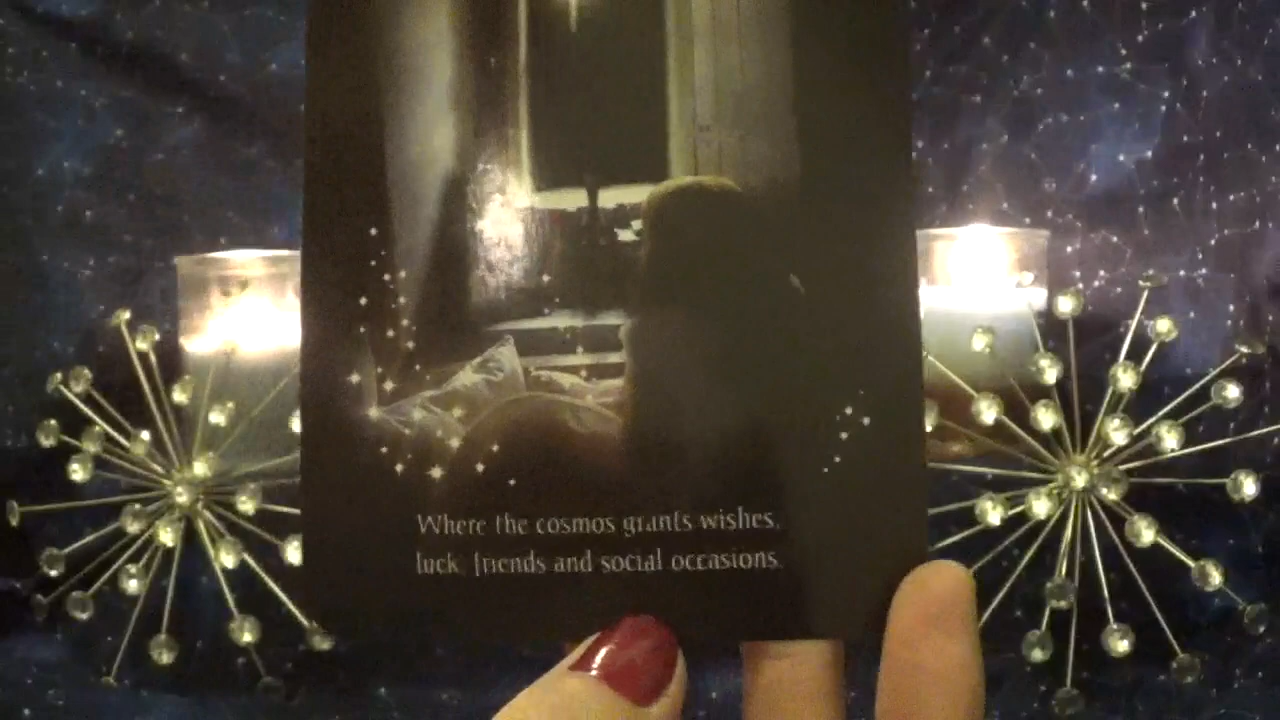 Where the cosmos grants wishes,
luck, friends and social occasions.